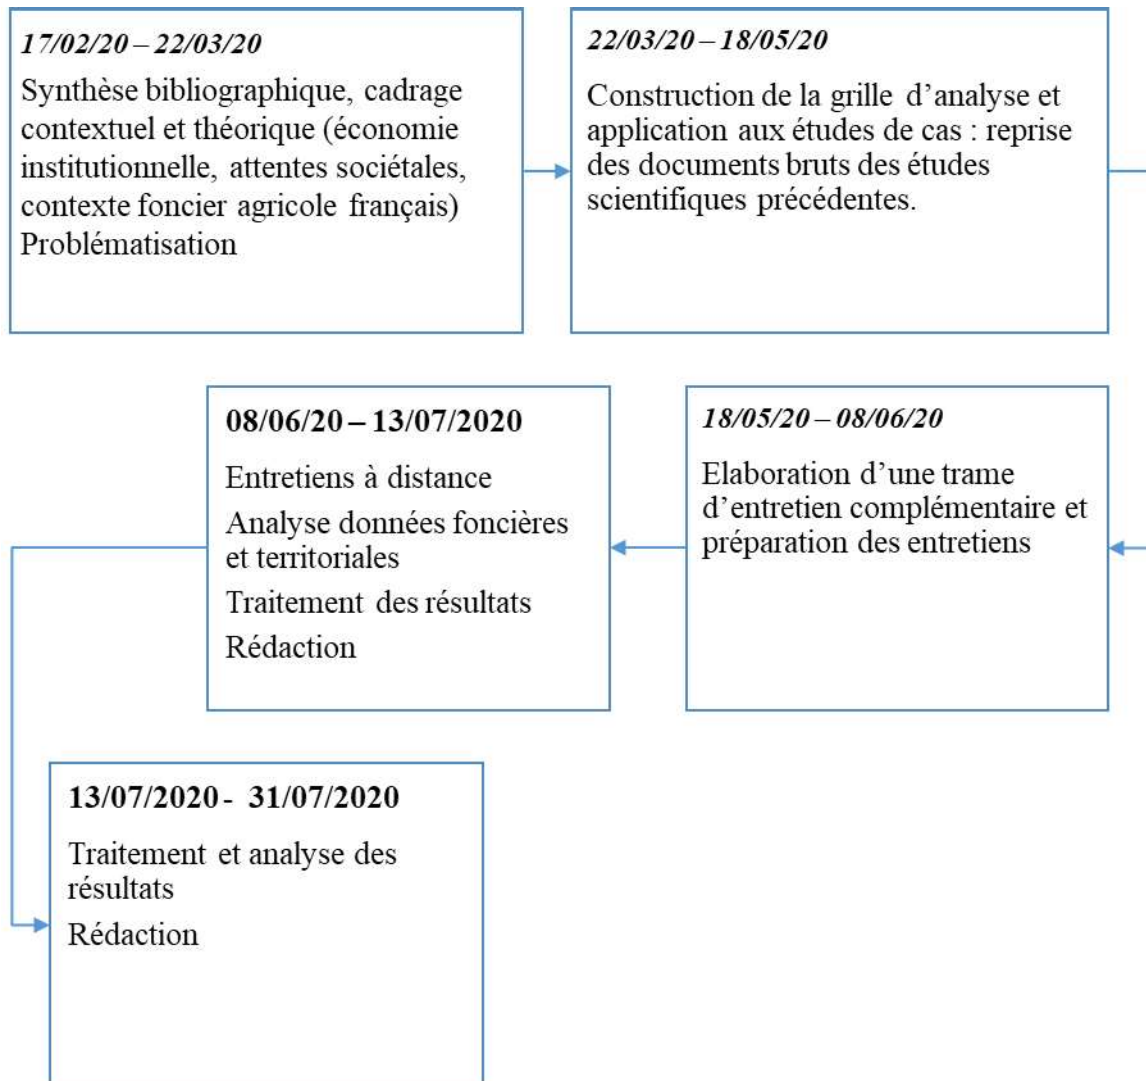 17/02/20 – 22/03/20
Synthèse bibliographique, cadrage
contextuel et théorique (économie
institutionnelle, attentes sociétales,
contexte foncier agricole français)
Problématisation
22/03/20 – 18/05/20
Construction de la grille d’analyse et
application aux études de cas : reprise
des documents bruts des études
scientifiques précédentes.
18/05/20 – 08/06/20
Elaboration d’une trame
d’entretien complémentaire et
préparation des entretiens
08/06/20 – 13/07/2020
Entretiens à distance
Analyse données foncières
et territoriales
Traitement des résultats
Rédaction
13/07/2020 - 31/07/2020
Traitement et analyse des
résultats
Rédaction